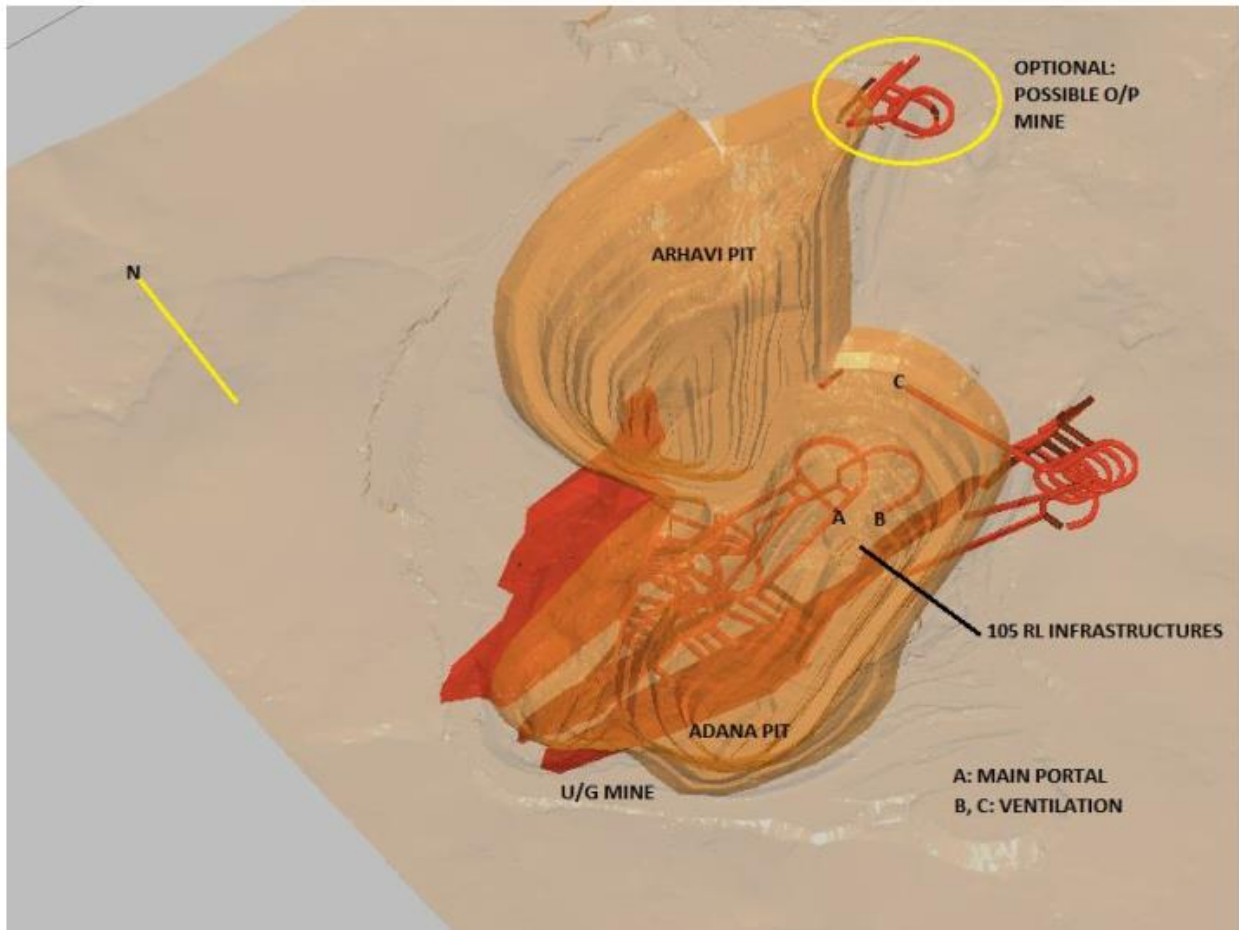 OPTIONAL:
POSSIBLE O/P
MINE
ARHAVI PIT
N
C
A
B
105 RL INFRASTRUCTURES
ADANA PIT
U/G MINE
A: MAIN PORTAL
B, C: VENTILATION